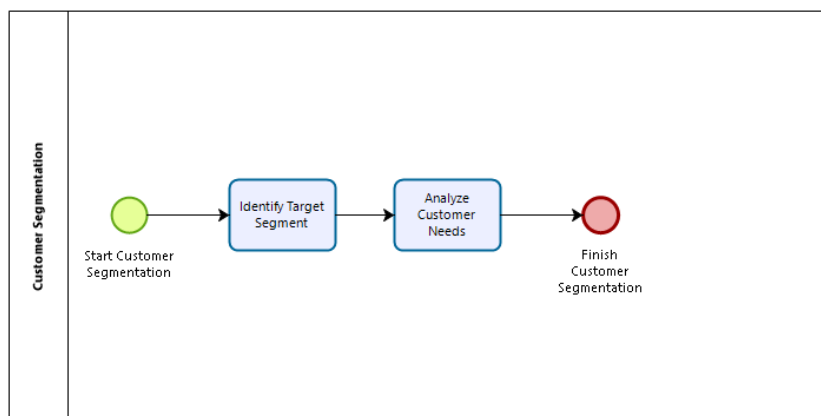 Customer Segmentation
Start Customer
Segmentation
Identify Target
Segment
Analyze
Customer
Needs
Finish
Customer
Segmentation